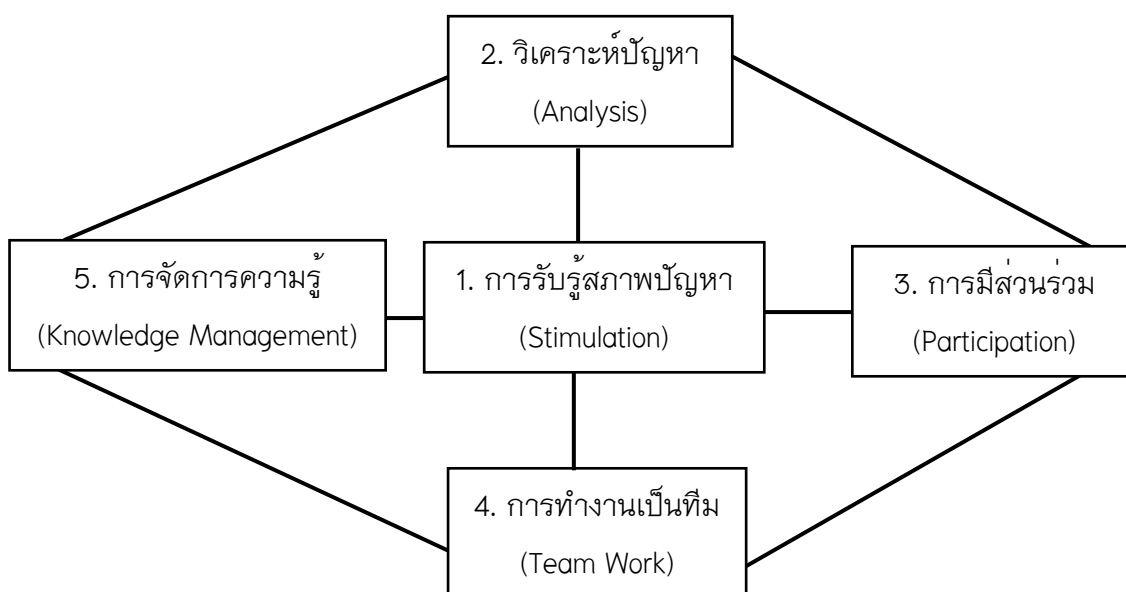 2. วิเคราะห์ปัญหา
(Analysis)
5. การจัดการความรู้
(Knowledge Management)
1. การรับรู้สภาพปัญหา
(Stimulation)
3. การมีส่วนร่วม
(Participation)
4. การทำงานเป็นทีม
(Team Work)